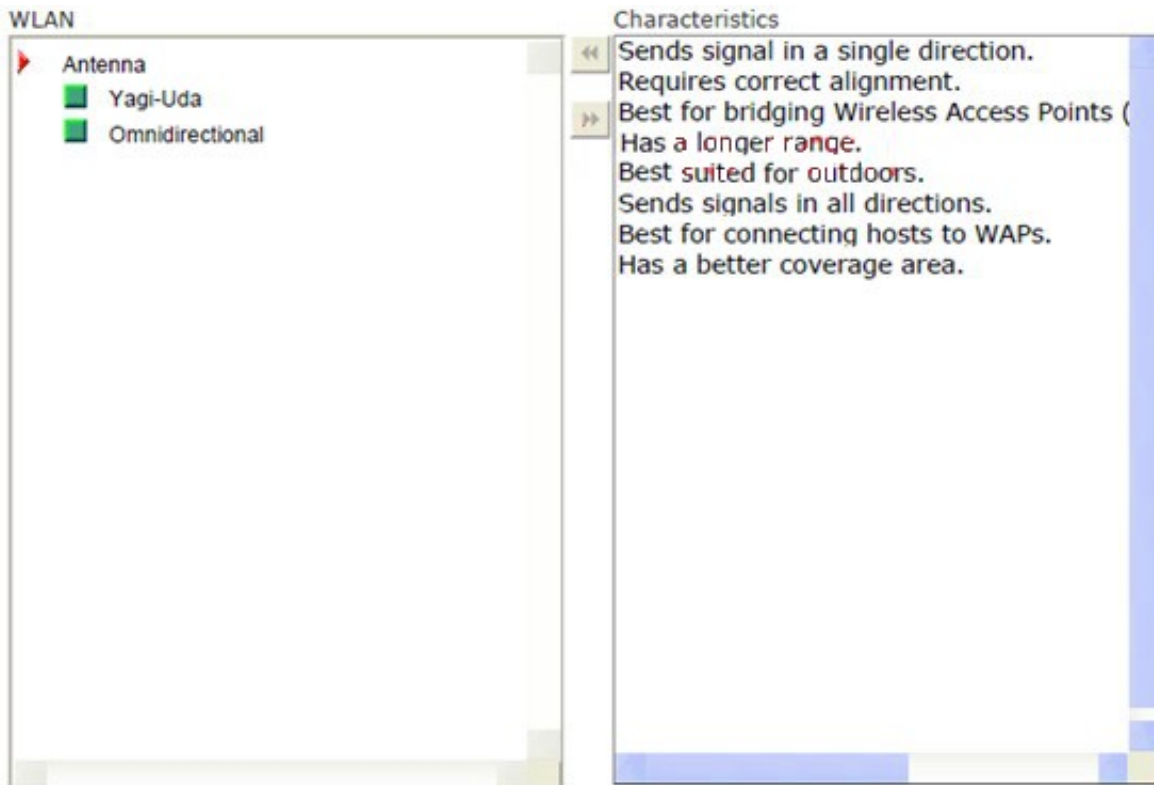 WLAN
Antenna
Yagi-Uda
Omnidirectional
Characteristics
Sends signal in a single direction.
Requires correct alignment.
Best for bridging Wireless Access Points (
Has a longer range.
Best suited for outdoors.
Sends signals in all directions.
Best for connecting hosts to WAPs.
Has a better coverage area.